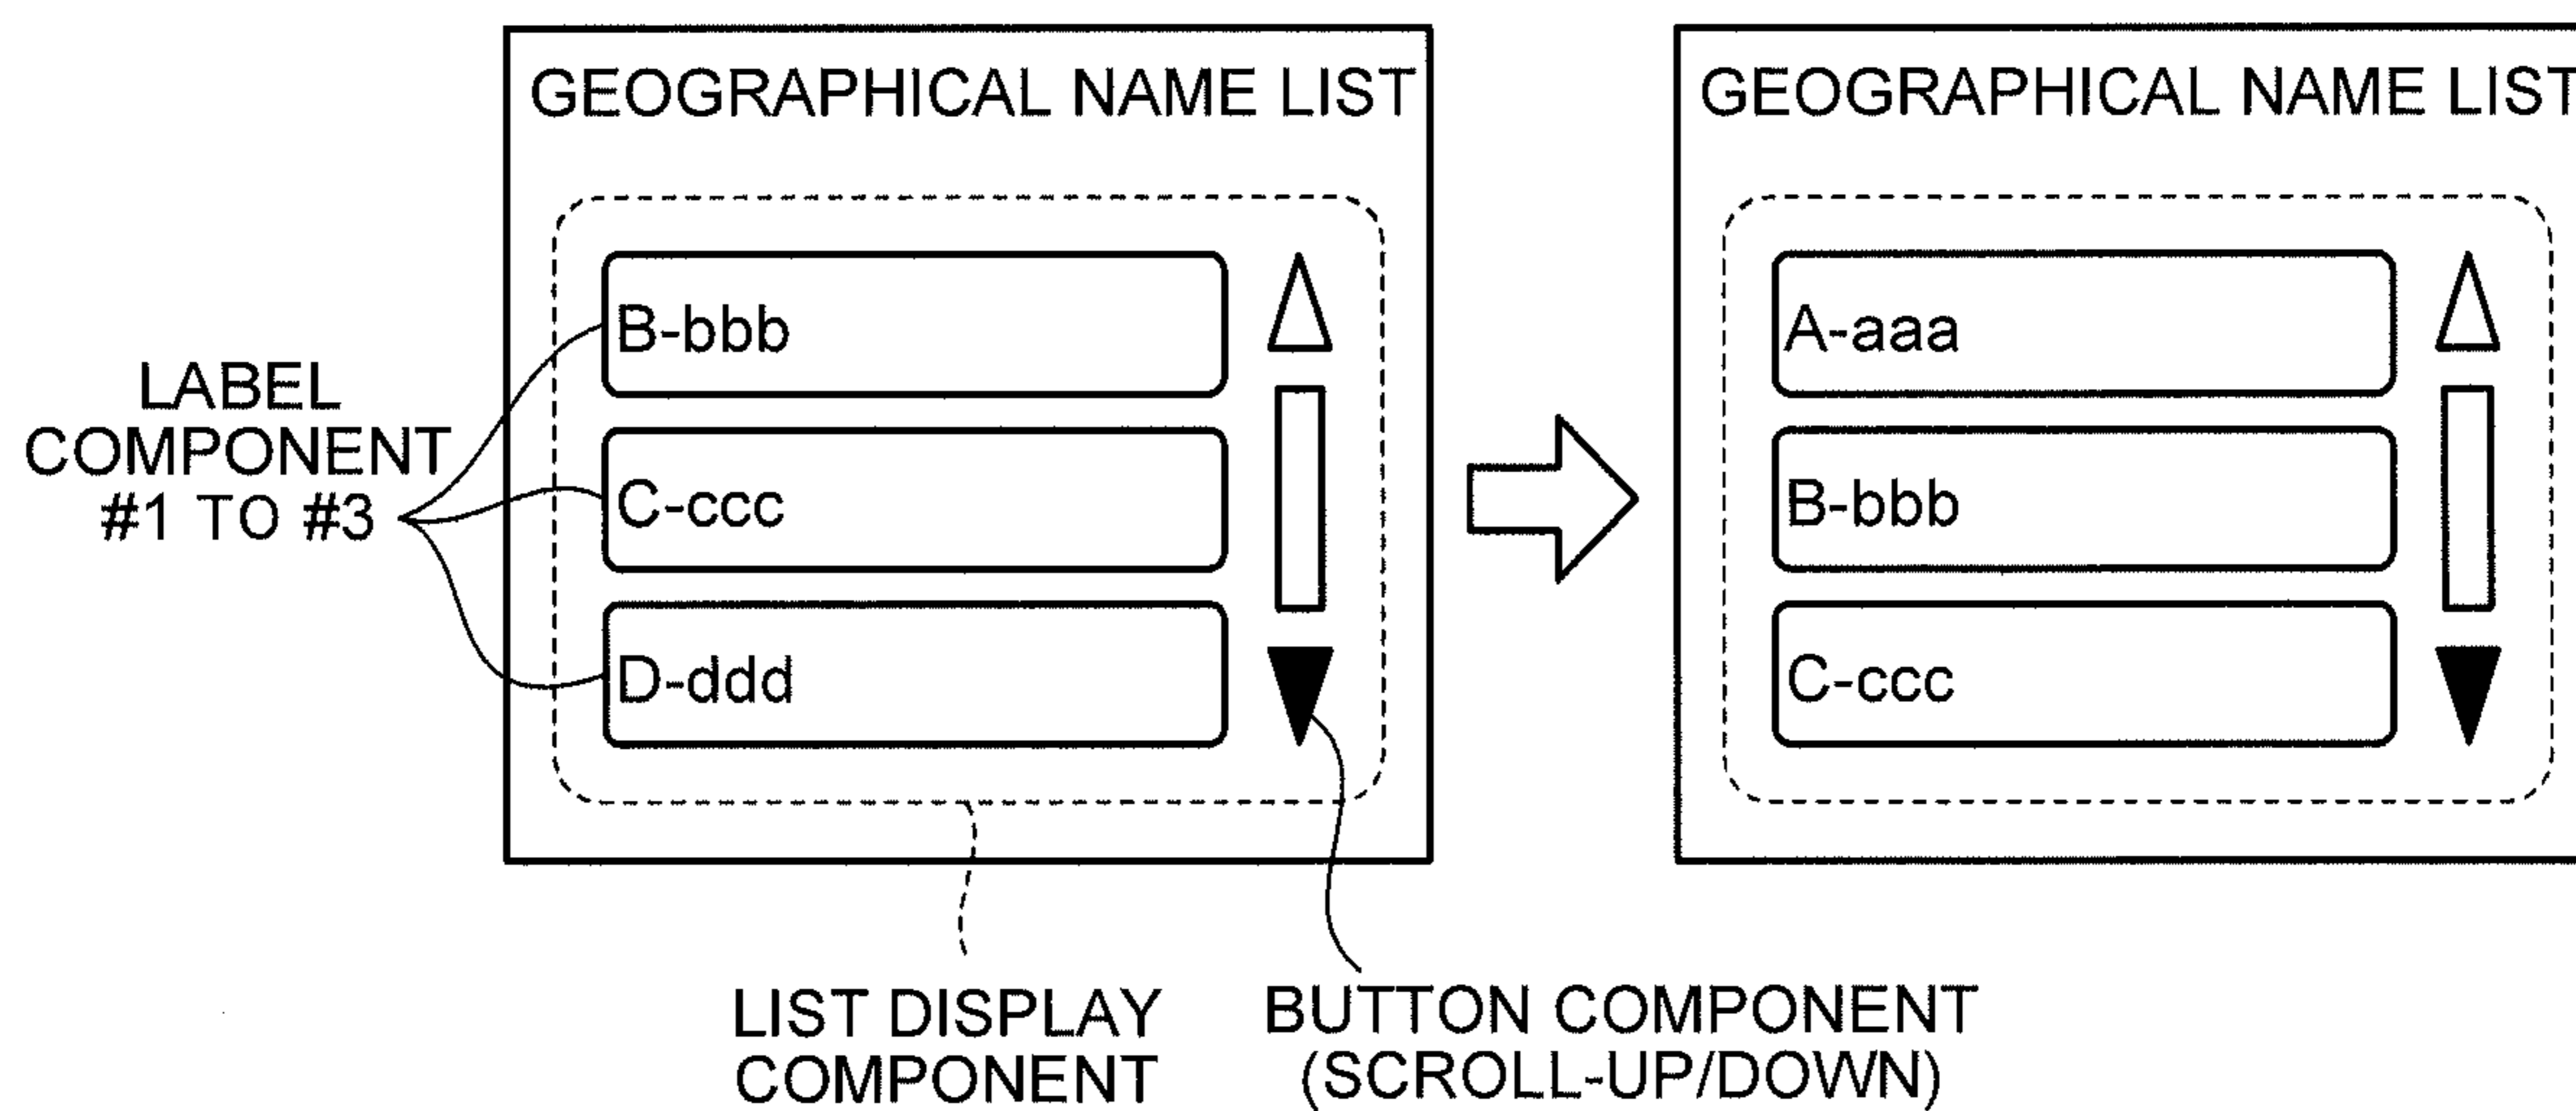 GEOGRAPHICAL NAME LIST
B-bbb
C-ccc
D-ddd
LABEL
COMPONENT
#1 TO #3
LIST DISPLAY
COMPONENT
BUTTON COMPONENT
(SCROLL-UP/DOWN)
GEOGRAPHICAL NAME LIST
A-aaa
B-bbb
C-ccc